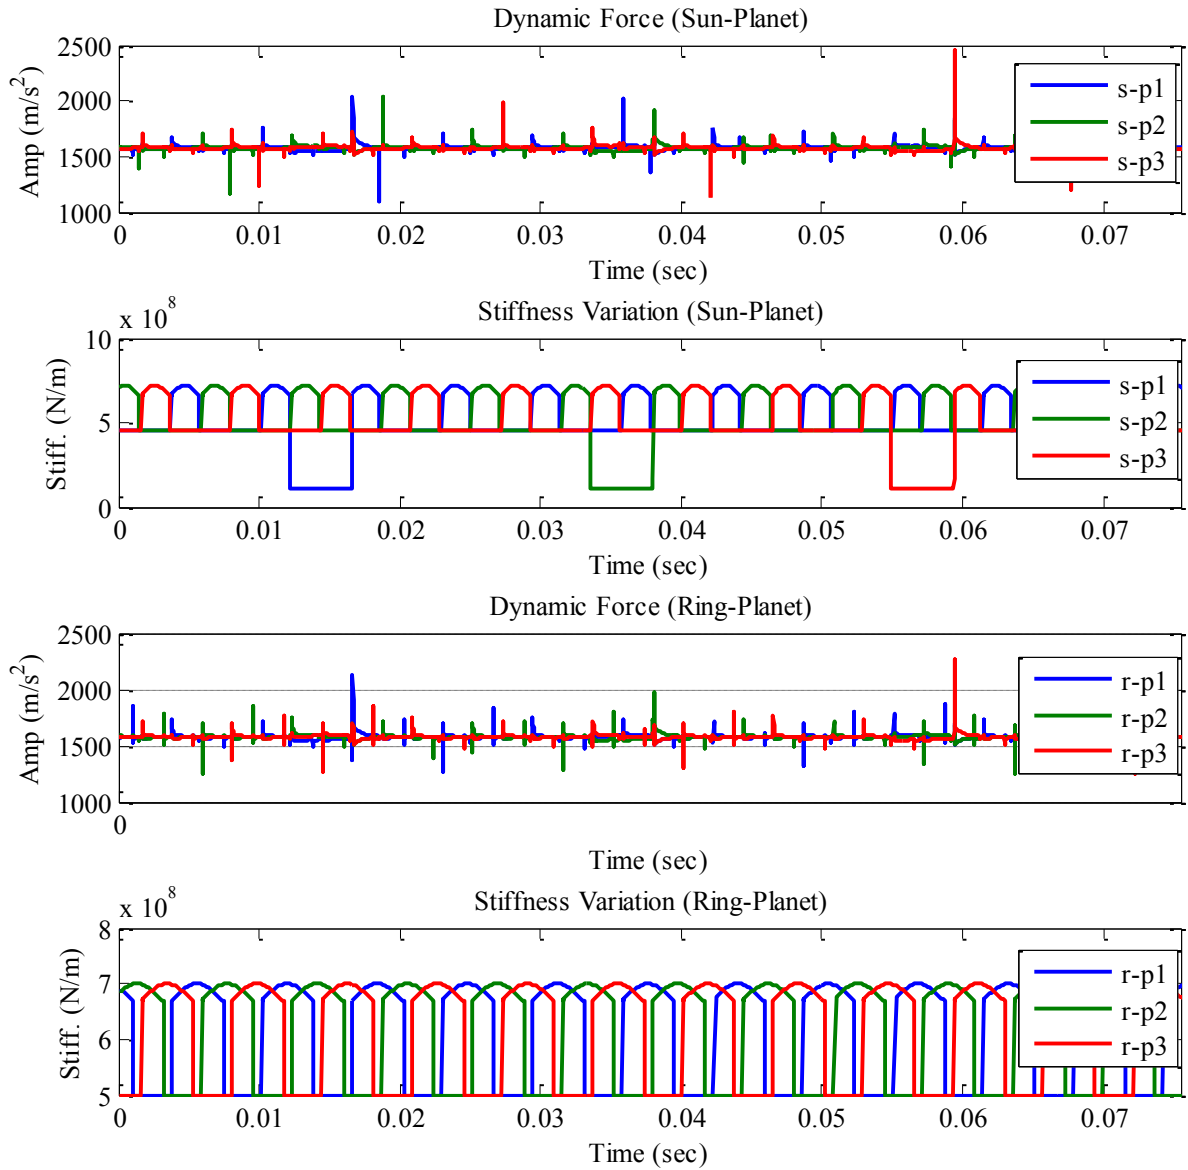 Dynamic Force (Sun-Planet)
Amp (m/s²)
2500
2000
1500
1000
s-p1
s-p2
s-p3
0 0.01 0.02 0.03 0.04 0.05 0.06 0.07
Time (sec)
x 10⁸
Stiffness Variation (Sun-Planet)
Stiff. (N/m)
10
5
0
s-p1
s-p2
s-p3
0 0.01 0.02 0.03 0.04 0.05 0.06 0.07
Time (sec)
Dynamic Force (Ring-Planet)
Amp (m/s²)
2500
2000
1500
1000
r-p1
r-p2
r-p3
0
Time (sec)
x 10⁸
Stiffness Variation (Ring-Planet)
Stiff. (N/m)
8
7
6
5
r-p1
r-p2
r-p3
0 0.01 0.02 0.03 0.04 0.05 0.06 0.07
Time (sec)